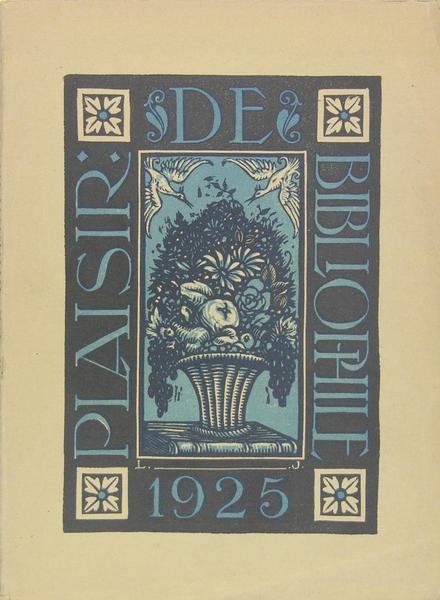 PLAISIR:
DE
BIBLIOPHILE
1925
L. J.